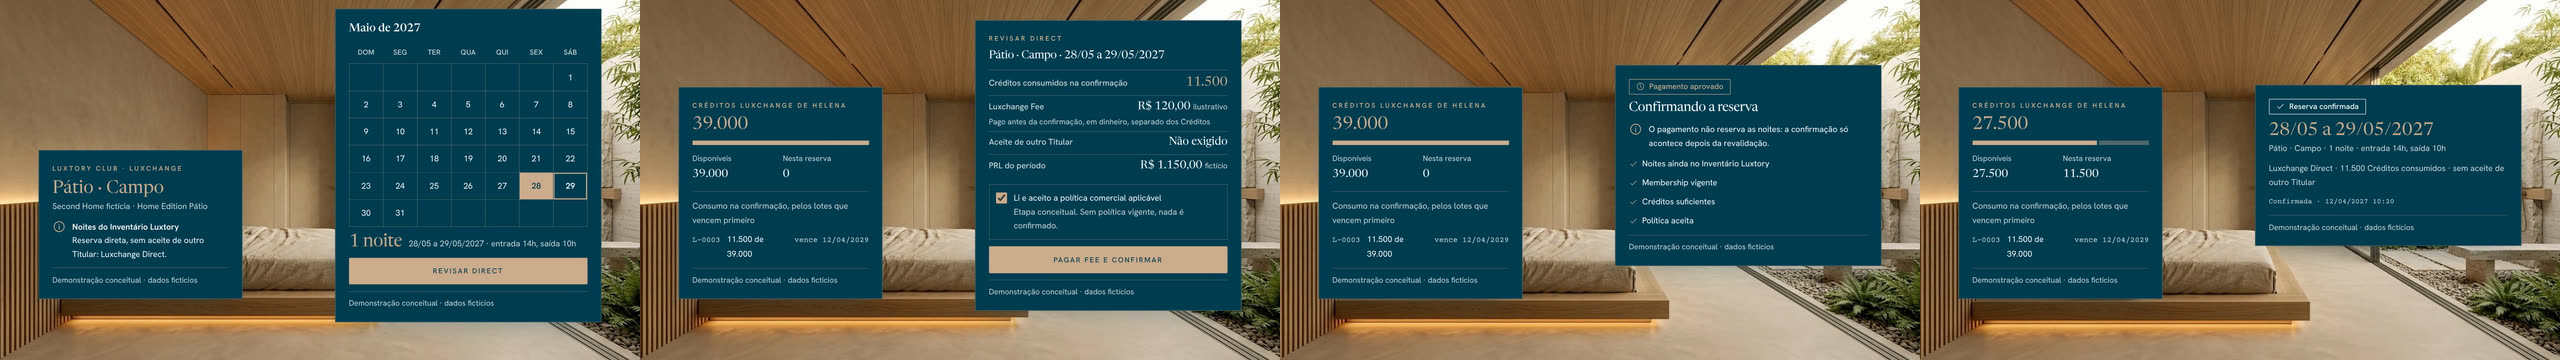 LUXTORY CLUB · LUXCHANGE
Pátio · Campo
Second Home fictícia · Home Edition Pátio
Noites do Inventário Luxtory
Reserva direta, sem aceite de outro
Titular: Luxchange Direct.
Demonstração conceitual · dados fictícios
Maio de 2027
DOM SEG TER QUA QUI SEX SÁB
1
2 3 4 5 6 7 8
9 10 11 12 13 14 15
16 17 18 19 20 21 22
23 24 25 26 27 28 29
30 31
1 noite 28/05 a 29/05/2027 · entrada 14h, saída 10h
REVISAR DIRECT
Demonstração conceitual · dados fictícios
CRÉDITOS LUXCHANGE DE HELENA
39.000
Disponíveis Nesta reserva
39.000 0
Consumo na confirmação, pelos lotes que
vencem primeiro
L-0003 11.500 de vence 12/04/2029
39.000
Demonstração conceitual · dados fictícios
REVISAR DIRECT
Pátio · Campo · 28/05 a 29/05/2027
Créditos consumidos na confirmação 11.500
Luxchange Fee R$ 120,00 ilustrativo
Pago antes da confirmação, em dinheiro, separado dos Créditos
Aceite de outro Titular Não exigido
PRL do período R$ 1.150,00 fictício
Li e aceito a política comercial aplicável
Etapa conceitual. Sem política vigente, nada é
confirmado.
PAGAR FEE E CONFIRMAR
Demonstração conceitual · dados fictícios
CRÉDITOS LUXCHANGE DE HELENA
39.000
Disponíveis Nesta reserva
39.000 0
Consumo na confirmação, pelos lotes que
vencem primeiro
L-0003 11.500 de vence 12/04/2029
39.000
Demonstração conceitual · dados fictícios
Pagamento aprovado
Confirmando a reserva
O pagamento não reserva as noites: a confirmação só
acontece depois da revalidação.
Noites ainda no Inventário Luxtory
Membership vigente
Créditos suficientes
Política aceita
Demonstração conceitual · dados fictícios
CRÉDITOS LUXCHANGE DE HELENA
27.500
Disponíveis Nesta reserva
27.500 11.500
Consumo na confirmação, pelos lotes que
vencem primeiro
L-0003 11.500 de vence 12/04/2029
39.000
Demonstração conceitual · dados fictícios
Reserva confirmada
28/05 a 29/05/2027
Pátio · Campo · 1 noite · entrada 14h, saída 10h
Luxchange Direct · 11.500 Créditos consumidos · sem aceite de
outro Titular
Confirmada · 12/04/2027 10:20
Demonstração conceitual · dados fictícios